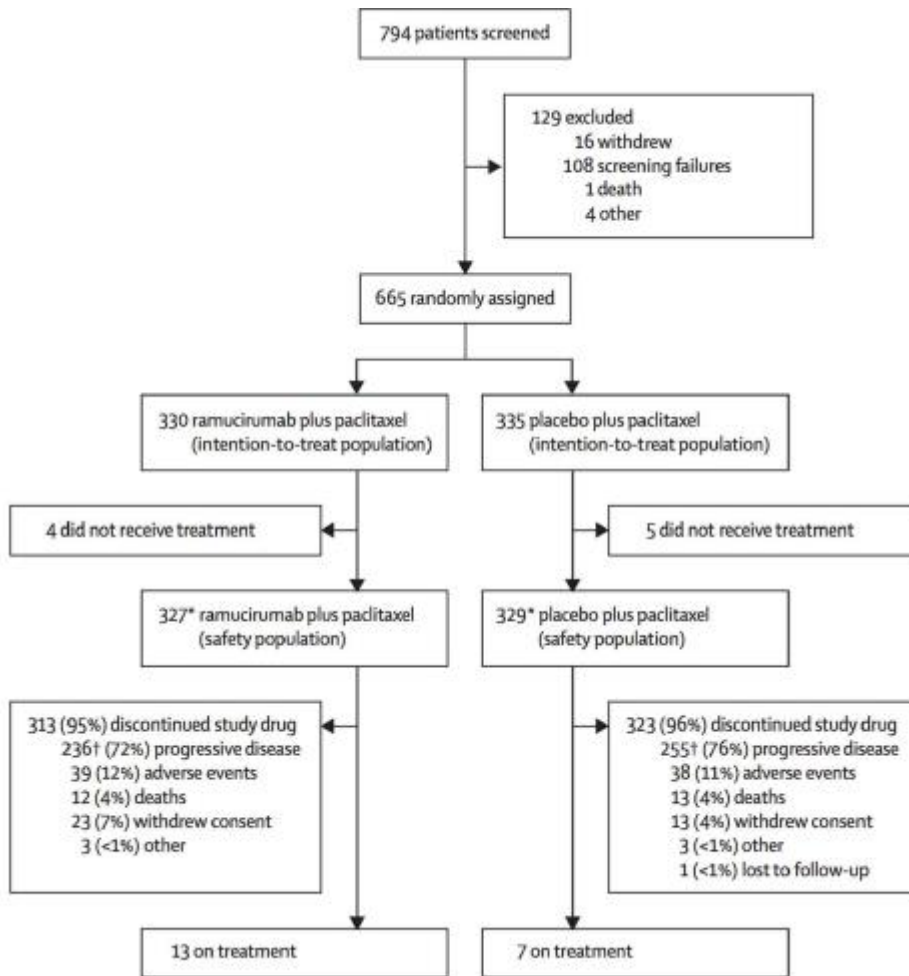 794 patients screened
129 excluded
16 withdrew
108 screening failures
1 death
4 other
665 randomly assigned
330 ramucirumab plus paclitaxel
(intention-to-treat population)
335 placebo plus paclitaxel
(intention-to-treat population)
4 did not receive treatment
5 did not receive treatment
327* ramucirumab plus paclitaxel
(safety population)
329* placebo plus paclitaxel
(safety population)
313 (95%) discontinued study drug
236† (72%) progressive disease
39 (12%) adverse events
12 (4%) deaths
23 (7%) withdrew consent
3 (<1%) other
323 (96%) discontinued study drug
255† (76%) progressive disease
38 (11%) adverse events
13 (4%) deaths
13 (4%) withdrew consent
3 (<1%) other
1 (<1%) lost to follow-up
13 on treatment
7 on treatment